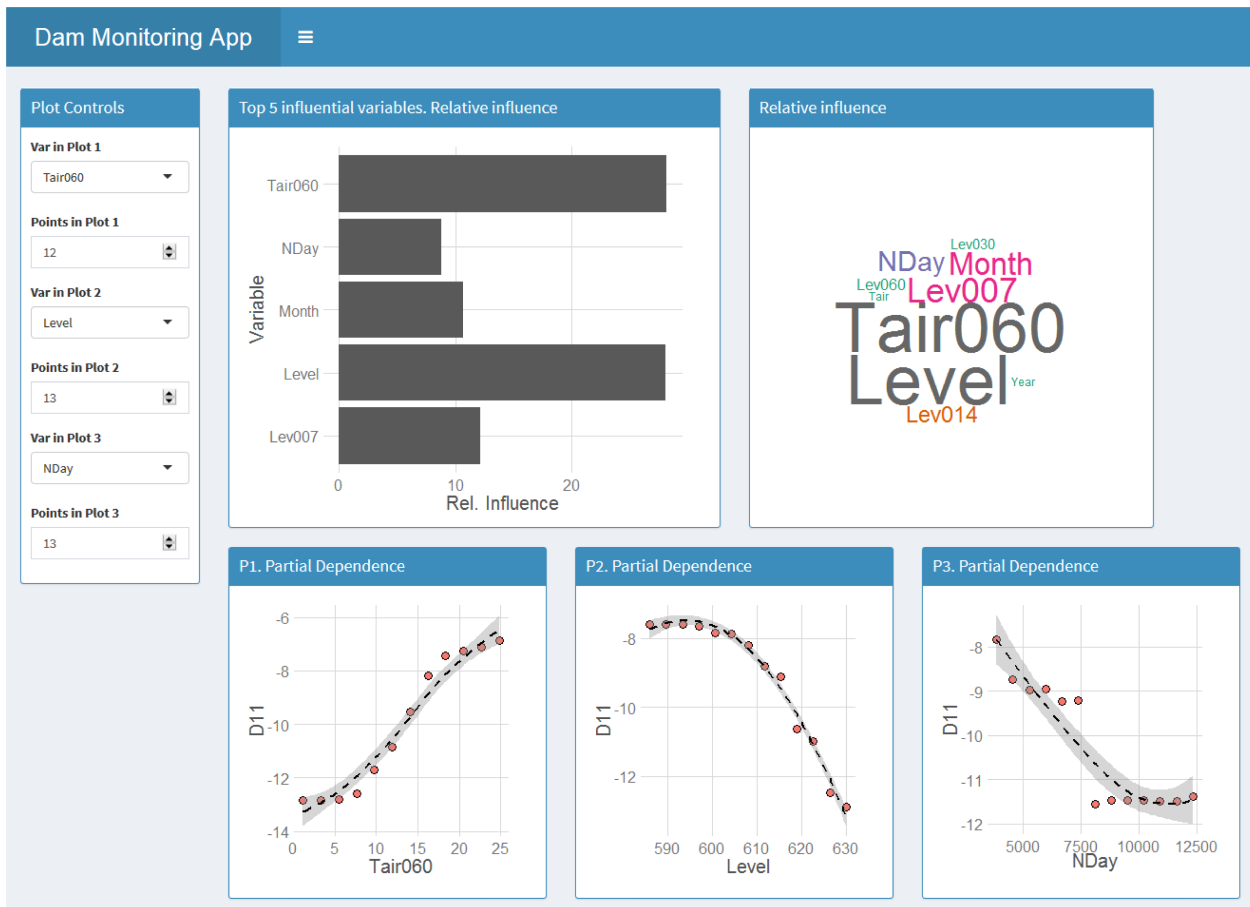 Dam Monitoring App
Plot Controls
Var in Plot 1
Tair060
Points in Plot 1
12
Var in Plot 2
Level
Points in Plot 2
13
Var in Plot 3
NDay
Points in Plot 3
13
Top 5 influential variables. Relative influence
Variable
Tair060
NDay
Month
Level
Lev007
0 10 20
Rel. Influence
Relative influence
Lev030
NDay Month
Lev060 Lev007
Tair
Tair060
Level Year
Lev014
P1. Partial Dependence
D11
-6
-8
-10
-12
-14
0 5 10 15 20 25
Tair060
P2. Partial Dependence
D11
-8
-10
-12
590 600 610 620 630
Level
P3. Partial Dependence
D11
-8
-9
-10
-11
-12
5000 7500 10000 12500
NDay